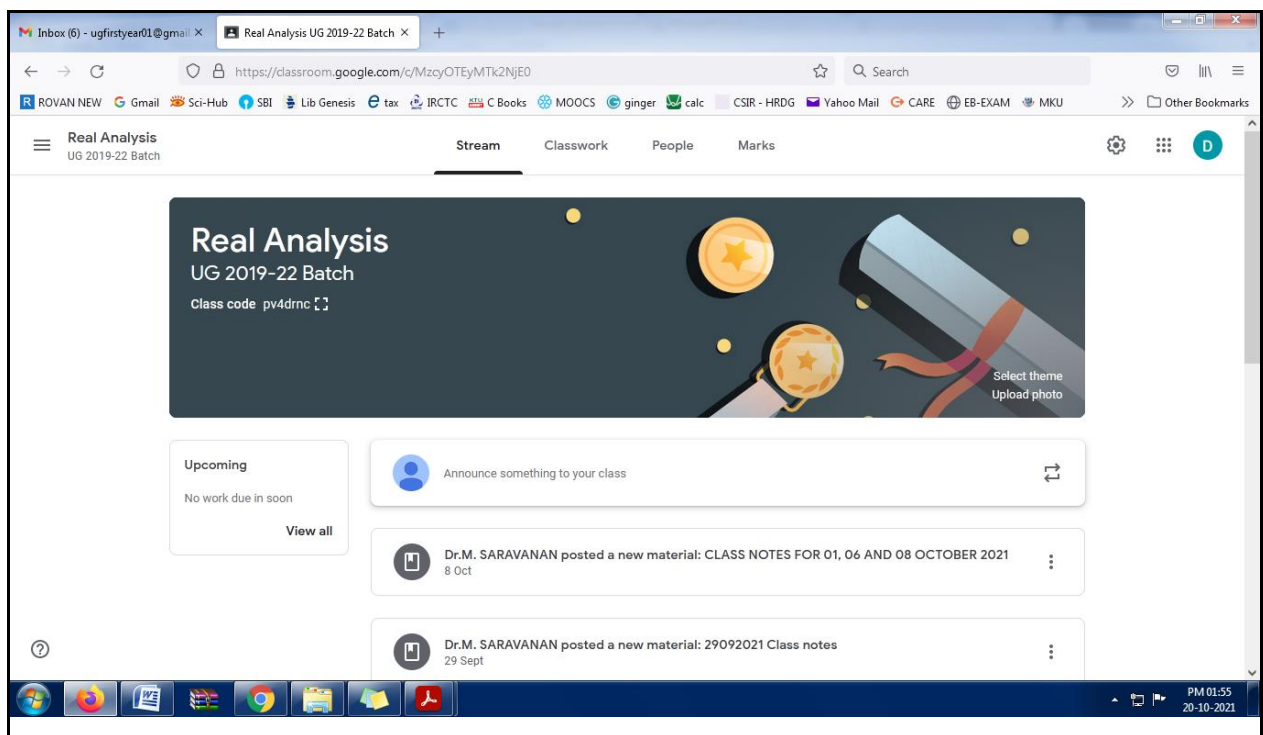 Inbox (6) - ugfirstyear01@gmail
Real Analysis UG 2019-22 Batch
https://classroom.google.com/c/MzcyOTEyMTk2NjE0
Search
ROVAN NEW Gmail Sci-Hub SBI Lib Genesis tax IRCTC C Books MOOCS ginger calc CSIR - HRDG Yahoo Mail CARE EB-EXAM MKU Other Bookmarks
Real Analysis
UG 2019-22 Batch
Stream Classwork People Marks
D
Real Analysis
UG 2019-22 Batch
Class code pv4drnc
Select theme
Upload photo
Upcoming
No work due in soon
View all
Announce something to your class
Dr.M. SARAVANAN posted a new material: CLASS NOTES FOR 01, 06 AND 08 OCTOBER 2021
8 Oct
Dr.M. SARAVANAN posted a new material: 29092021 Class notes
29 Sept
PM 01:55
20-10-2021